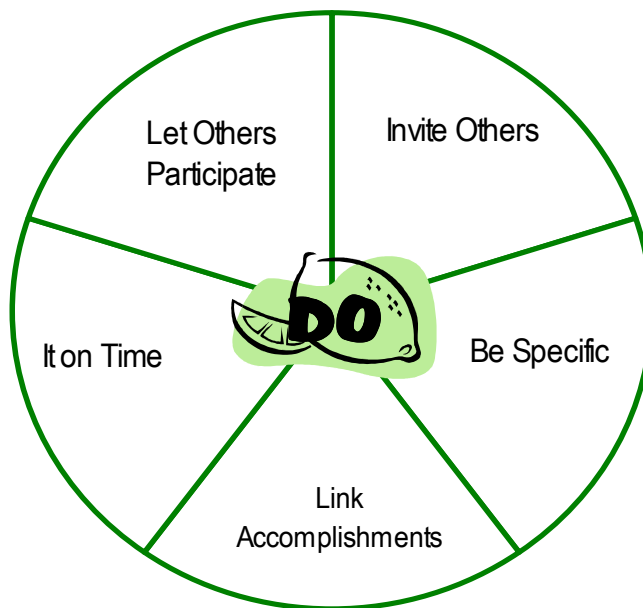 Let Others
Participate
Invite Others
DO
It on Time
Be Specific
Link
Accomplishments